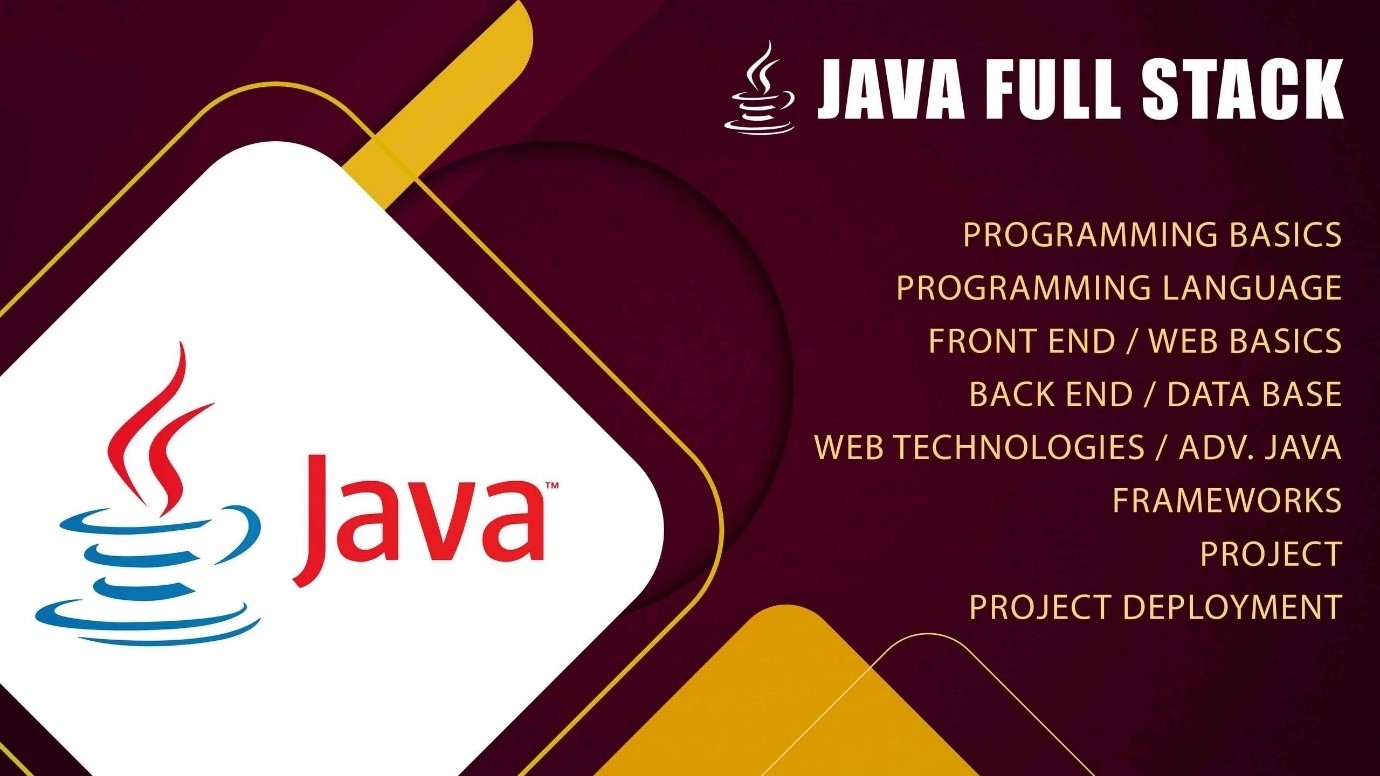 JAVA FULL STACK
PROGRAMMING BASICS
PROGRAMMING LANGUAGE
FRONT END / WEB BASICS
BACK END / DATA BASE
WEB TECHNOLOGIES / ADV. JAVA
FRAMEWORKS
PROJECT
PROJECT DEPLOYMENT
Java™